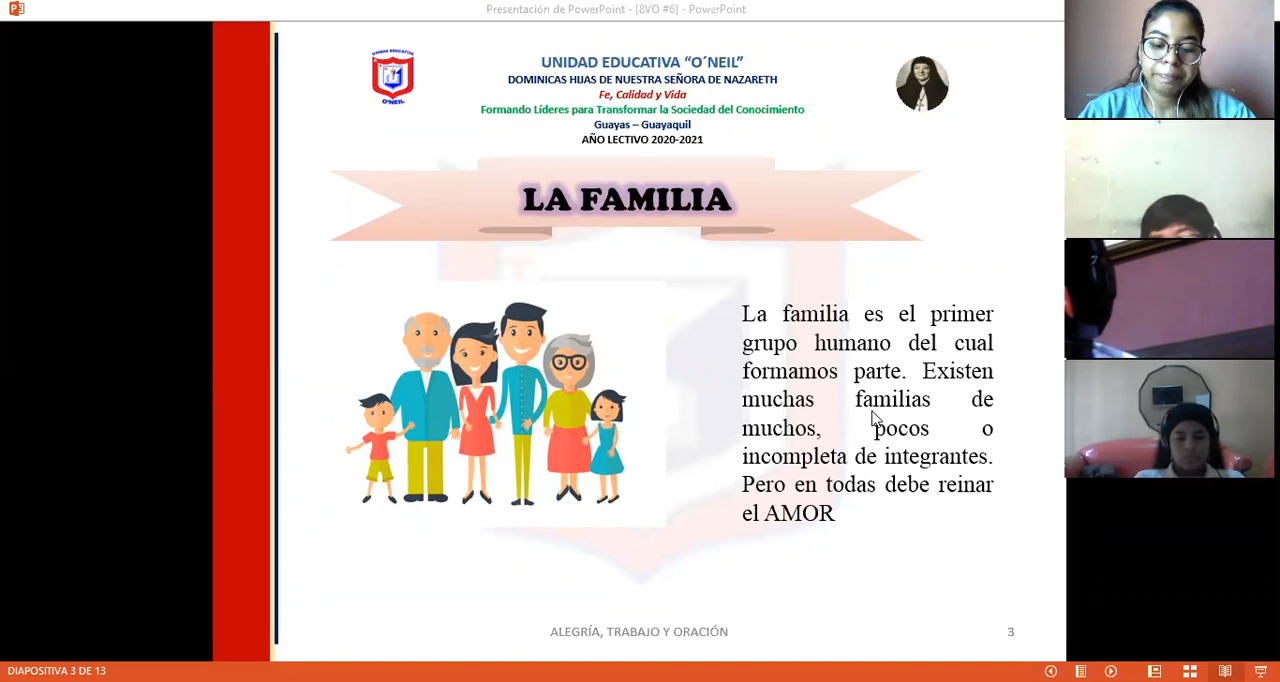 Presentación de PowerPoint - [8VO #6] - PowerPoint
UNIDAD EDUCATIVA
O´NEIL
UNIDAD EDUCATIVA “O´NEIL”
DOMINICAS HIJAS DE NUESTRA SEÑORA DE NAZARETH
Fe, Calidad y Vida
Formando Líderes para Transformar la Sociedad del Conocimiento
Guayas – Guayaquil
AÑO LECTIVO 2020-2021
LA FAMILIA
La familia es el primer
grupo humano del cual
formamos parte. Existen
muchas familias de
muchos, pocos o
incompleta de integrantes.
Pero en todas debe reinar
el AMOR
ALEGRÍA, TRABAJO Y ORACIÓN
3
DIAPOSITIVA 3 DE 13